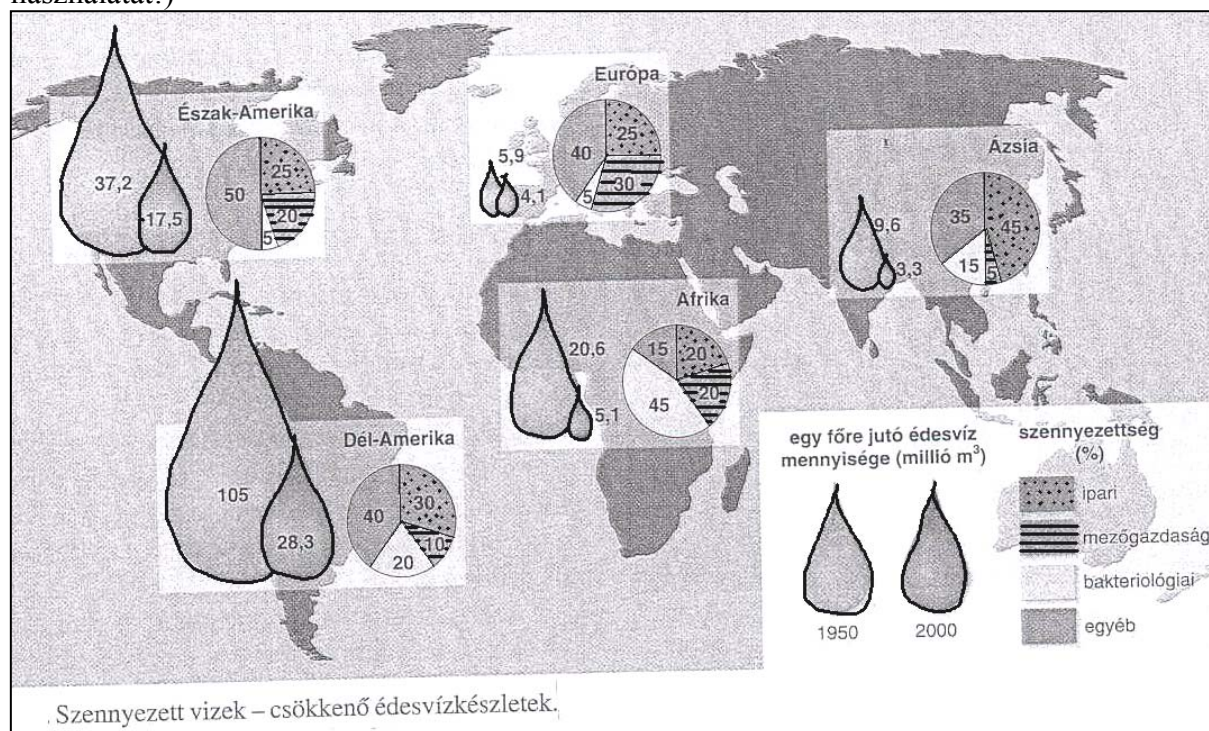 használatát?)
Észak-Amerika
37,2
17,5
50
25
20
5
Európa
5,9
4,1
40
25
30
5
Ázsia
9,6
3,3
35
45
15
5
Afrika
20,6
5,1
15
20
20
45
Dél-Amerika
105
28,3
40
30
10
20
egy főre jutó édesvíz
mennyisége (millió m³)
1950
2000
szennyezettség
(%)
ipari
mezőgazdaság
bakteriológiai
egyéb
Szennyezett vizek – csökkenő édesvízkészletek.